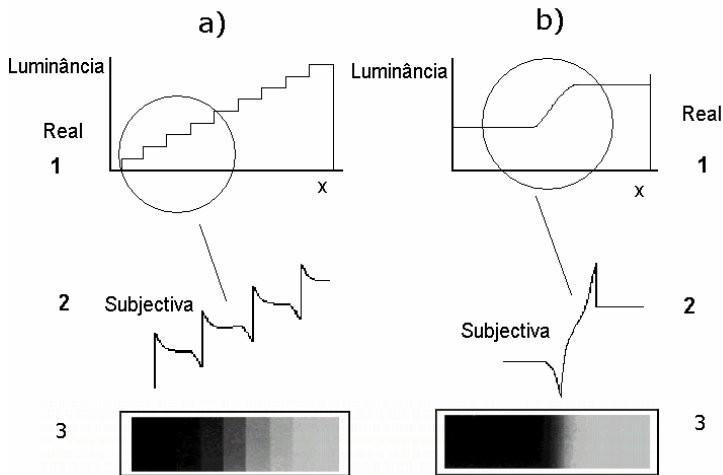 a)
b)
Luminância
Luminância
Real
Real
1
1
x
x
2
Subjectiva
2
Subjectiva
3
3